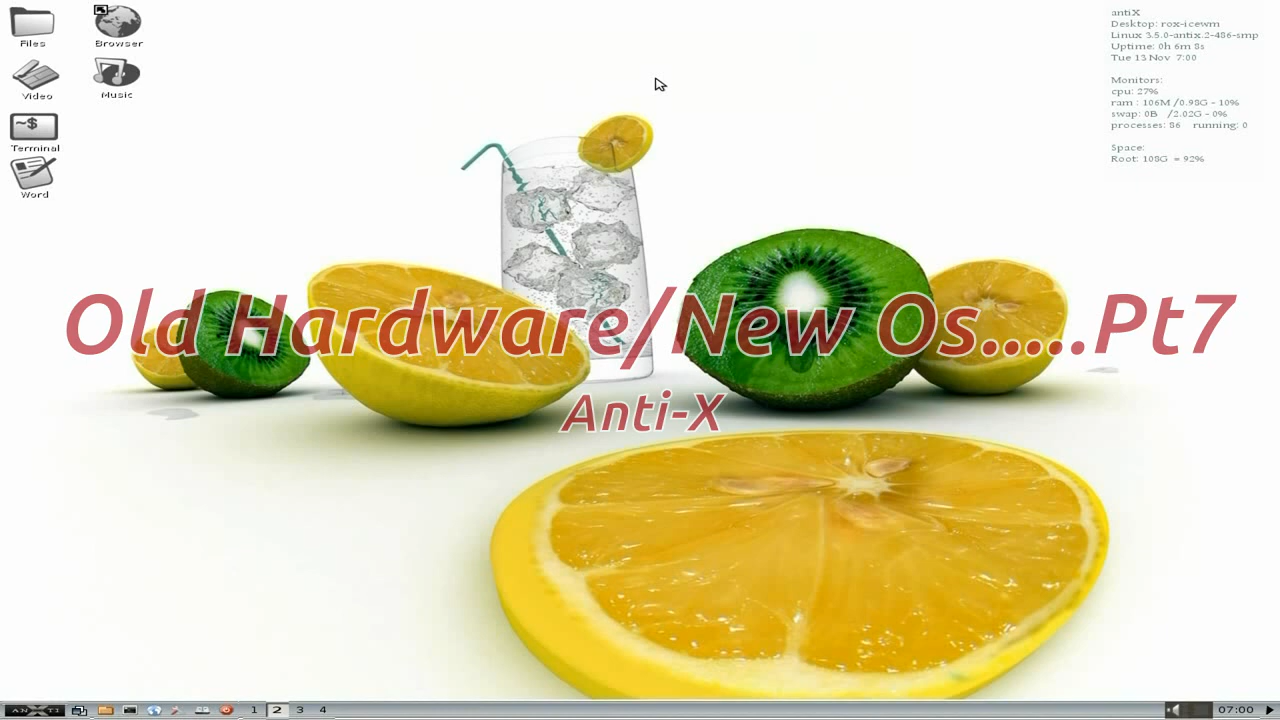 Files
Browser
Video
Music
~$
Terminal
Word
antiX
Desktop: rox-icewm
Linux 3.5.0-antix.2-486-smp
Uptime: 0h 6m 8s
Tue 13 Nov 7:00
Monitors:
cpu: 27%
ram : 106M /0.98G - 10%
swap: 0B /2.02G - 0%
processes: 86 running: 0
Space:
Root: 108G = 92%
Old Hardware/New Os.....Pt7
Anti-X
ANXTI 1 2 3 4 07:00